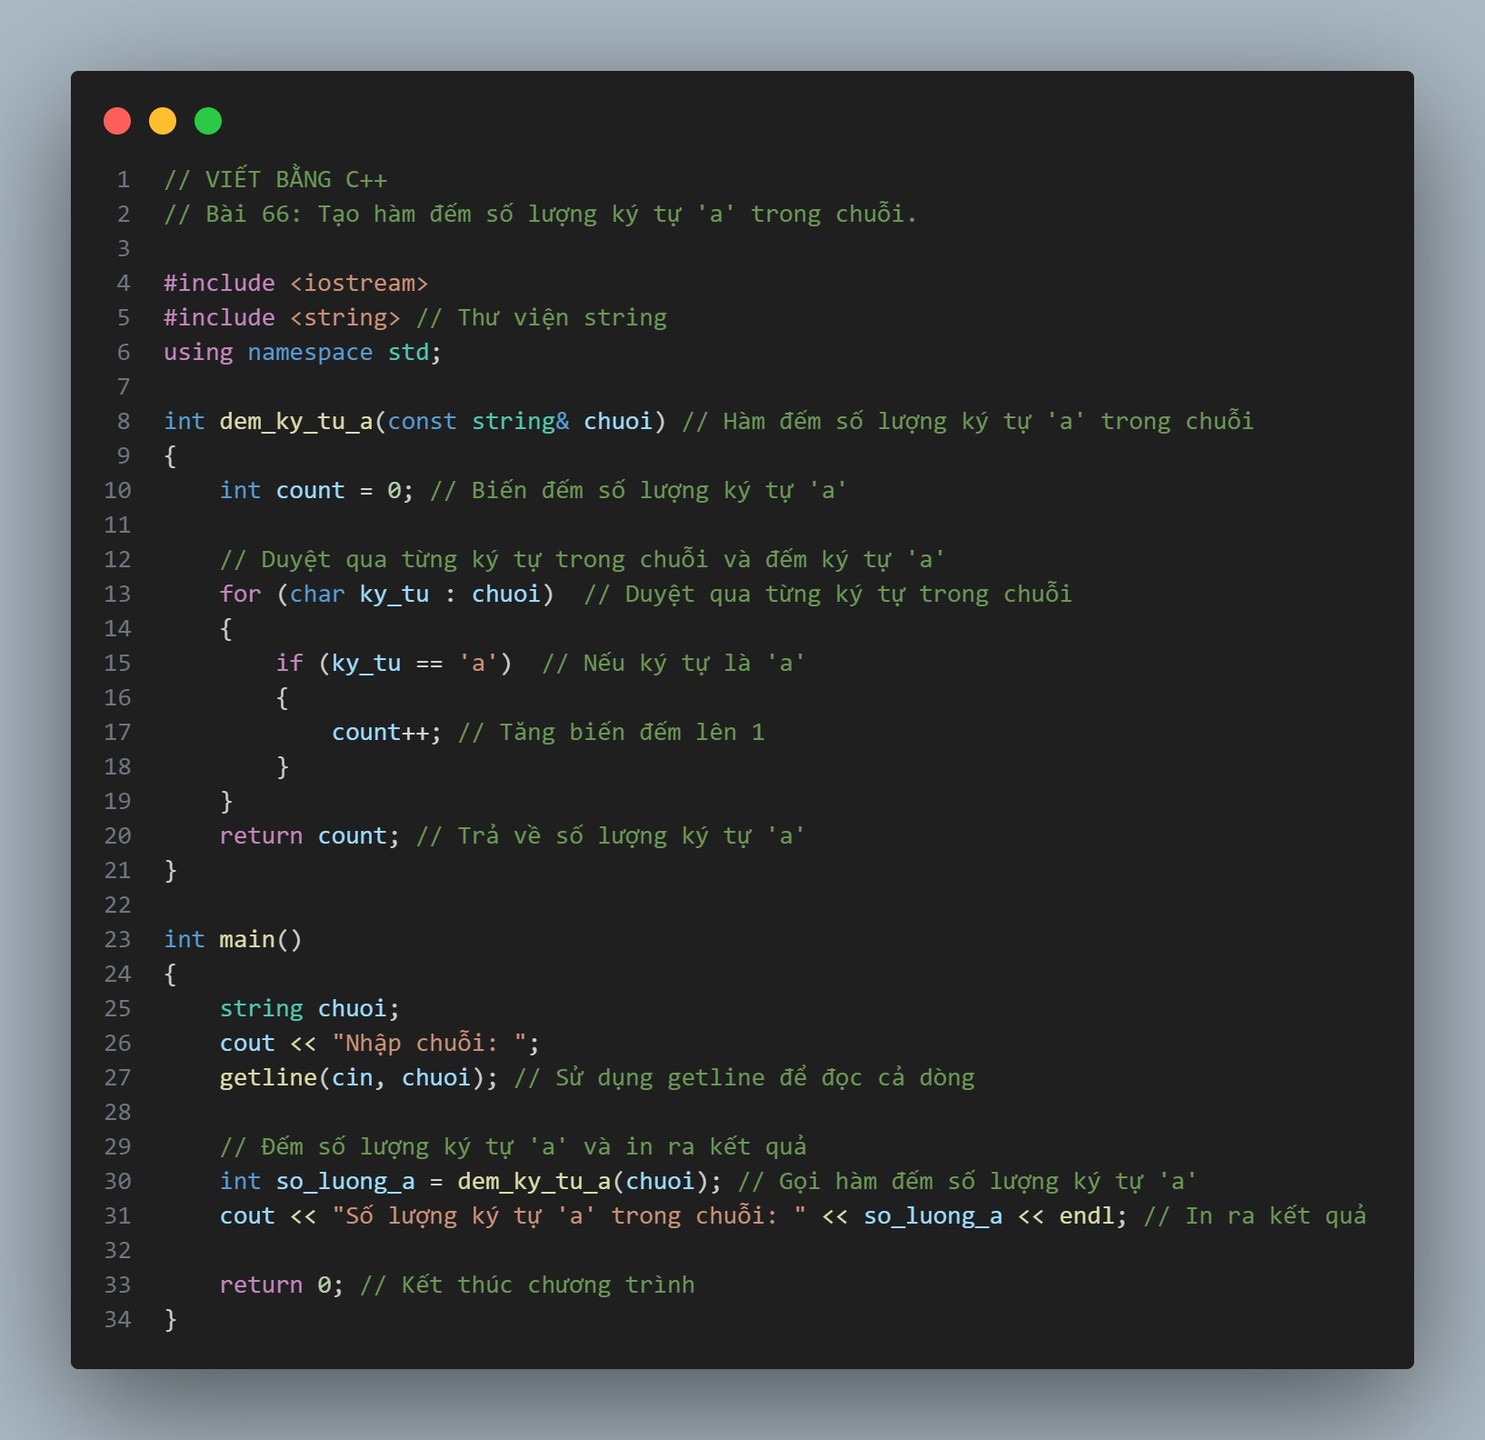 1 // VIẾT BẰNG C++
2 // Bài 66: Tạo hàm đếm số lượng ký tự 'a' trong chuỗi.
3
4 #include <iostream>
5 #include <string> // Thư viện string
6 using namespace std;
7
8 int dem_ky_tu_a(const string& chuoi) // Hàm đếm số lượng ký tự 'a' trong chuỗi
9 {
10     int count = 0; // Biến đếm số lượng ký tự 'a'
11
12     // Duyệt qua từng ký tự trong chuỗi và đếm ký tự 'a'
13     for (char ky_tu : chuoi)  // Duyệt qua từng ký tự trong chuỗi
14     {
15         if (ky_tu == 'a')  // Nếu ký tự là 'a'
16         {
17             count++; // Tăng biến đếm lên 1
18         }
19     }
20     return count; // Trả về số lượng ký tự 'a'
21 }
22
23 int main()
24 {
25     string chuoi;
26     cout << "Nhập chuỗi: ";
27     getline(cin, chuoi); // Sử dụng getline để đọc cả dòng
28
29     // Đếm số lượng ký tự 'a' và in ra kết quả
30     int so_luong_a = dem_ky_tu_a(chuoi); // Gọi hàm đếm số lượng ký tự 'a'
31     cout << "Số lượng ký tự 'a' trong chuỗi: " << so_luong_a << endl; // In ra kết quả
32
33     return 0; // Kết thúc chương trình
34 }